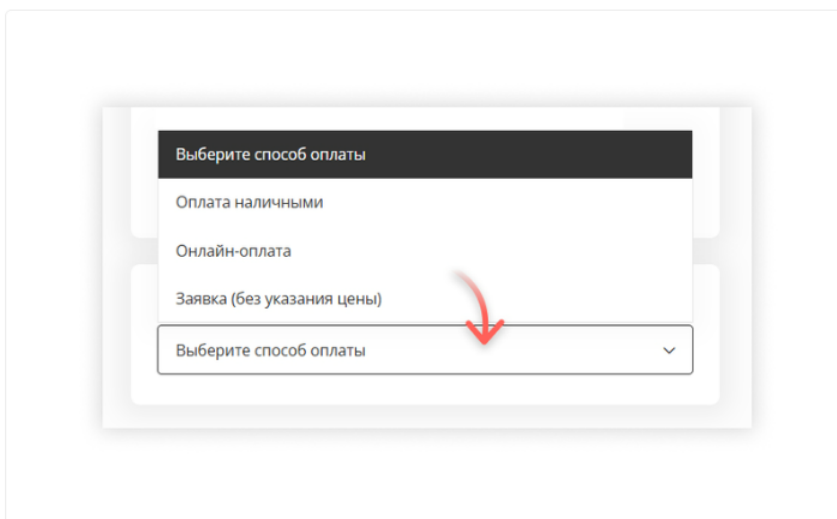 Выберите способ оплаты
Оплата наличными
Онлайн-оплата
Заявка (без указания цены)
Выберите способ оплаты